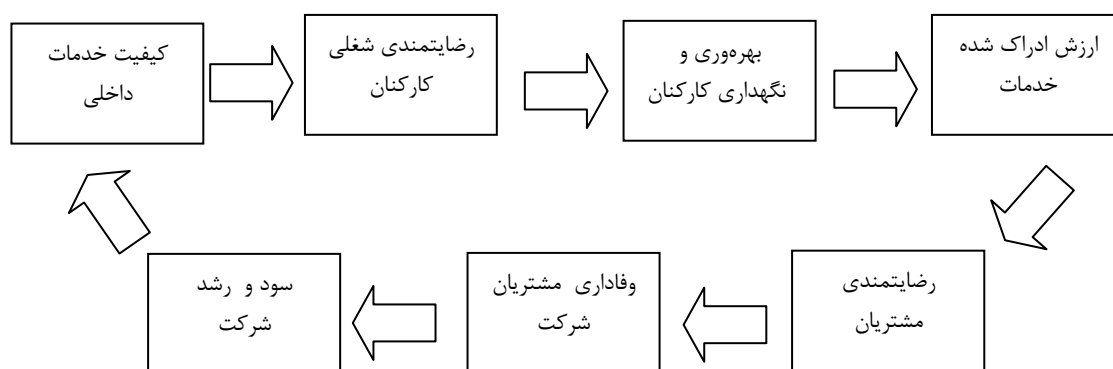 کیفیت خدمات
داخلی
رضایتمندی شغلی
کارکنان
بهره‌وری و
نگهداری کارکنان
ارزش ادراک شده
خدمات
رضایتمندی
مشتریان
وفاداری مشتریان
شرکت
سود و رشد
شرکت